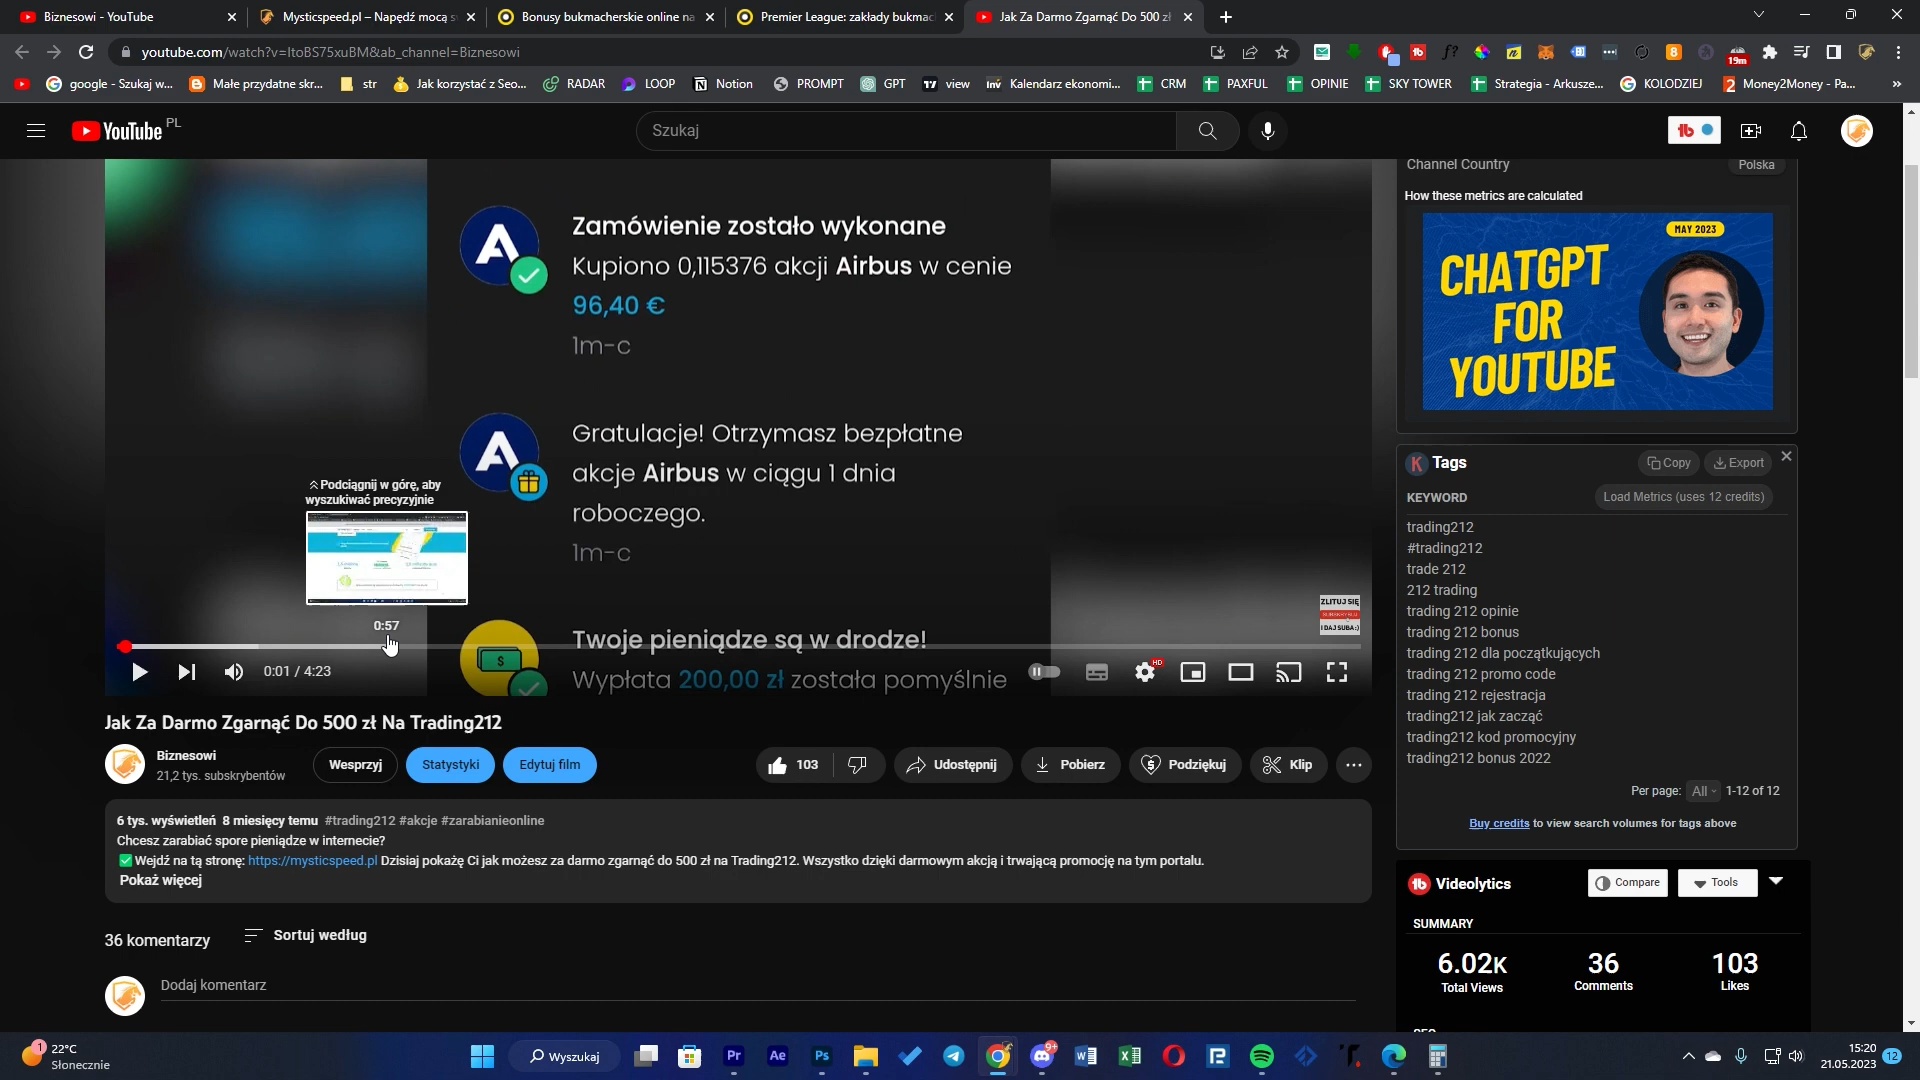 Biznesowi - YouTube
Mysticspeed.pl – Napędź mocą s
Bonusy bukmacherskie online na
Premier League: zakłady bukmac
Jak Za Darmo Zgarnąć Do 500 zł
youtube.com/watch?v=ltoBS75xuBM&ab_channel=Biznesowi
19m
google - Szukaj w...
Małe przydatne skr...
str
Jak korzystać z Seo...
RADAR
LOOP
Notion
PROMPT
GPT
view
Kalendarz ekonomi...
CRM
PAXFUL
OPINIE
SKY TOWER
Strategia - Arkusze...
KOLODZIEJ
Money2Money - Pa...
YouTube PL
Szukaj
Channel Country
Polska
How these metrics are calculated
MAY 2023
CHATGPT
FOR
YOUTUBE
Zamówienie zostało wykonane
Kupiono 0,115376 akcji Airbus w cenie
96,40 €
1m-c
Gratulacje! Otrzymasz bezpłatne
akcje Airbus w ciągu 1 dnia
roboczego.
1m-c
Twoje pieniądze są w drodze!
Wypłata 200,00 zł została pomyślnie
Podciągnij w górę, aby
wyszukiwać precyzyjnie
0:57
ZLITUJ SIĘ
SUBSKRYBUJ
I DAJ SUBA :)
0:01 / 4:23
HD
Jak Za Darmo Zgarnąć Do 500 zł Na Trading212
Biznesowi
21,2 tys. subskrybentów
Wesprzyj
Statystyki
Edytuj film
103
Udostępnij
Pobierz
Podziękuj
Klip
6 tys. wyświetleń 8 miesięcy temu #trading212 #akcje #zarabianieonline
Chcesz zarabiać spore pieniądze w internecie?
Wejdź na tą stronę: https://mysticspeed.pl Dzisiaj pokażę Ci jak możesz za darmo zgarnąć do 500 zł na Trading212. Wszystko dzięki darmowym akcją i trwającą promocję na tym portalu.
Pokaż więcej
36 komentarzy
Sortuj według
Dodaj komentarz
Tags
Copy
Export
KEYWORD
Load Metrics (uses 12 credits)
trading212
#trading212
trade 212
212 trading
trading 212 opinie
trading 212 bonus
trading 212 dla początkujących
trading 212 promo code
trading 212 rejestracja
trading212 jak zacząć
trading212 kod promocyjny
trading212 bonus 2022
Per page: All 1-12 of 12
Buy credits to view search volumes for tags above
Videolytics
Compare
Tools
SUMMARY
6.02K
36
103
Total Views
Comments
Likes
22°C
Słonecznie
Wyszukaj
Pr
Ae
Ps
9+
15:20
21.05.2023
12